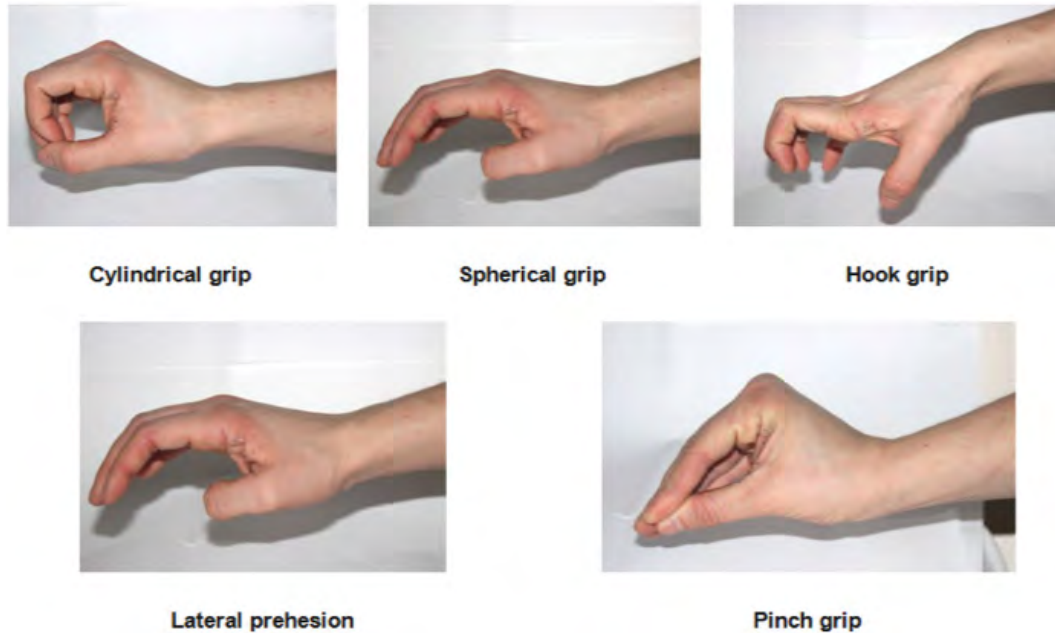 Cylindrical grip
Spherical grip
Hook grip
Lateral prehesion
Pinch grip